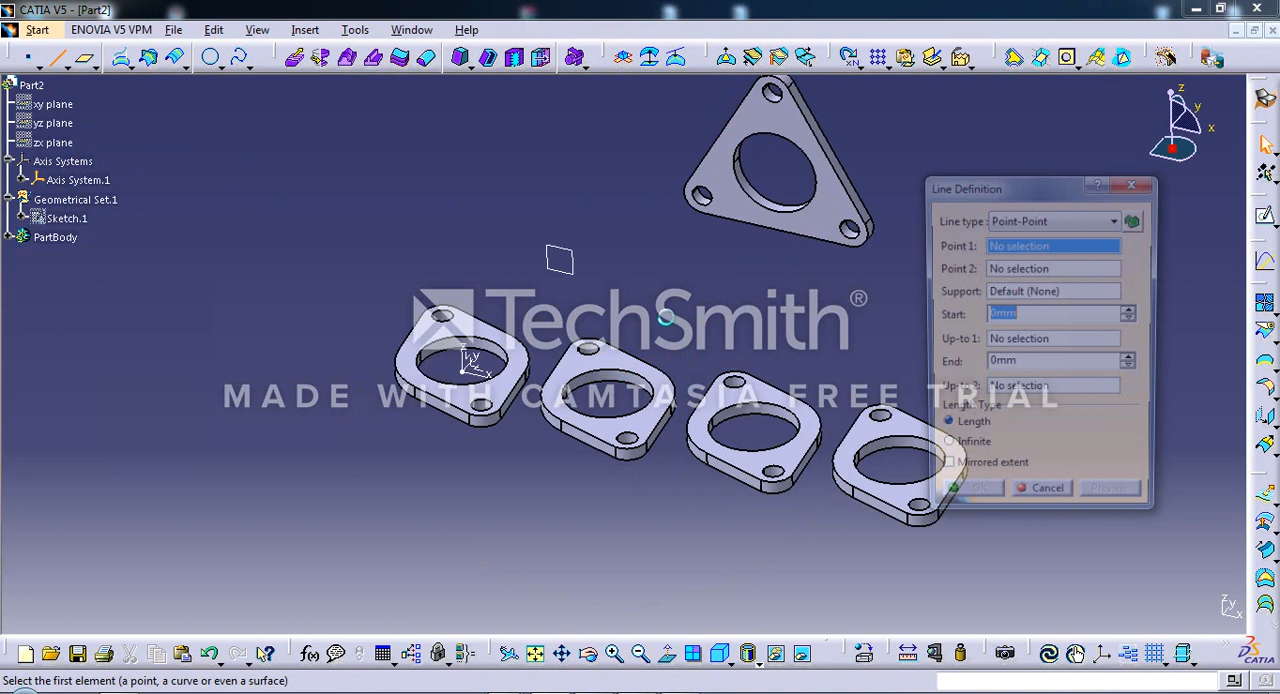 CATIA V5 - [Part2]
Start ENOVIA V5 VPM File Edit View Insert Tools Window Help
Part2
xy plane
yz plane
zx plane
Axis Systems
Axis System.1
Geometrical Set.1
Sketch.1
PartBody
z
y
x
Line Definition
Line type : Point-Point
Point 1: No selection
Point 2: No selection
Support: Default (None)
Start: 0mm
Up-to 1: No selection
End: 0mm
Up-to 2: No selection
Length Type
Length
Infinite
Mirrored extent
OK Cancel Preview
TechSmith®
MADE WITH CAMTASIA FREE TRIAL
z
y
x
z
y
x
f(x)
CATIA
Select the first element (a point, a curve or even a surface)